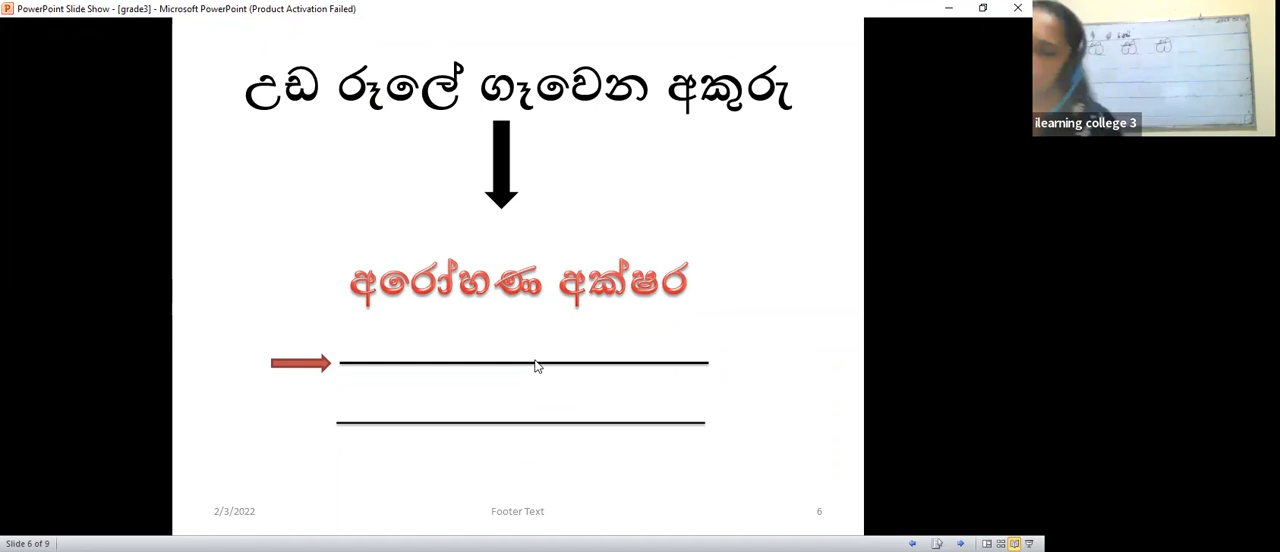 PowerPoint Slide Show - [grade3] - Microsoft PowerPoint (Product Activation Failed)
උඩ රූලේ ගෑවෙන අකුරු
අරෝහණ අක්ෂර
2/3/2022
Footer Text
6
Slide 6 of 9
ilearning college 3